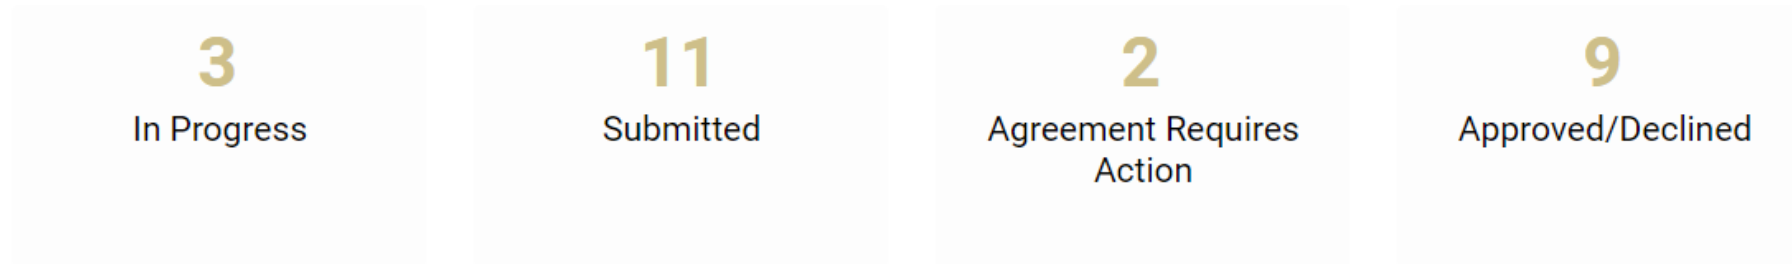 3
In Progress
11
Submitted
2
Agreement Requires
Action
9
Approved/Declined